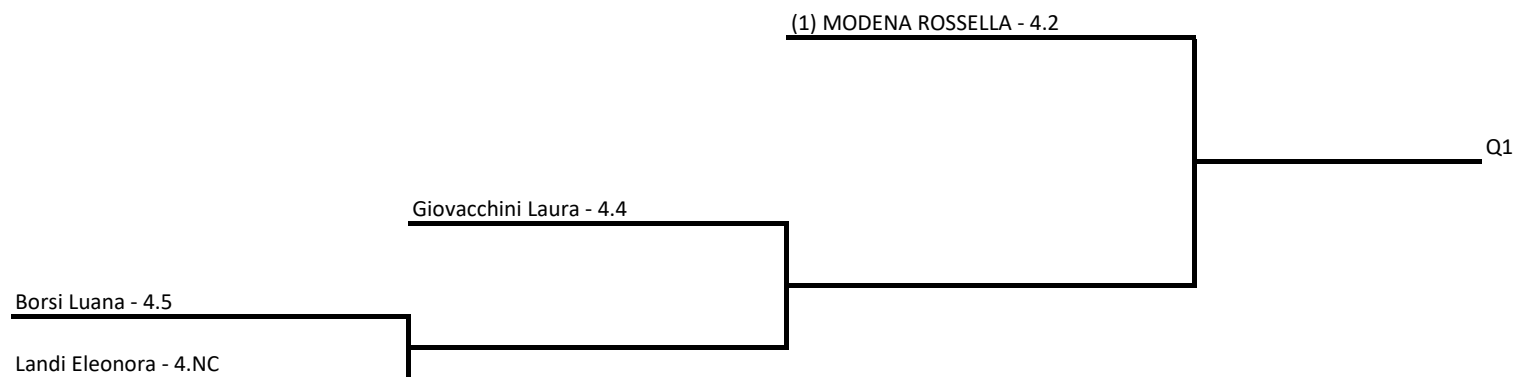 (1) MODENA ROSSELLA - 4.2
Q1
Giovacchini Laura - 4.4
Borsi Luana - 4.5
Landi Eleonora - 4.NC